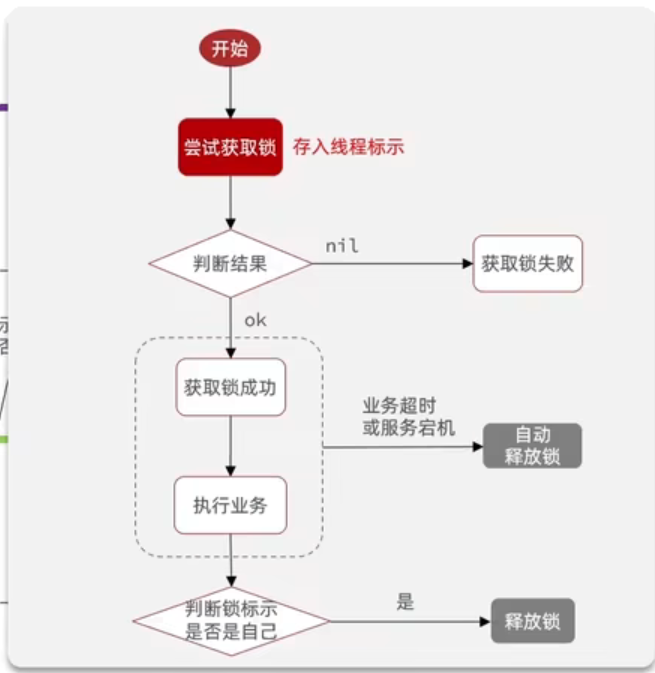 开始
尝试获取锁
存入线程标示
判断结果
nil
获取锁失败
ok
获取锁成功
业务超时
或服务宕机
自动
释放锁
执行业务
判断锁标示
是否是自己
是
释放锁